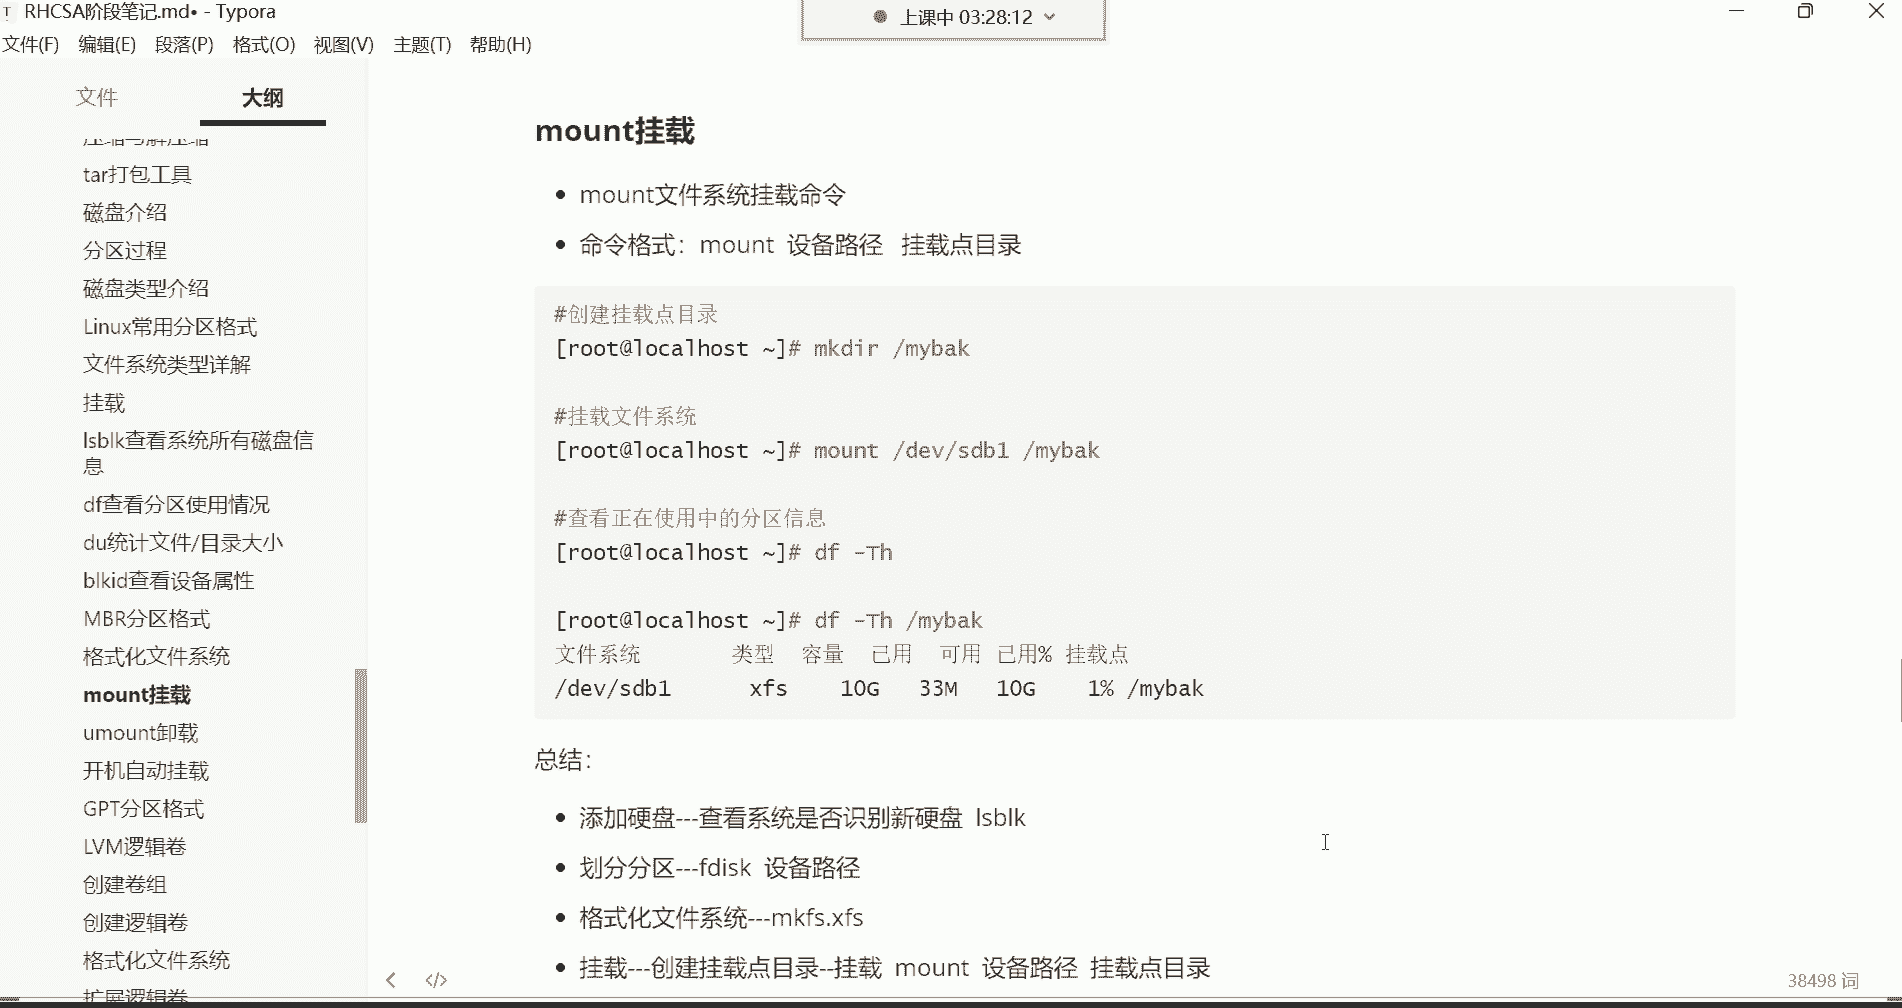 RHCSA阶段笔记.md• - Typora
上课中 03:28:12
文件(F) 编辑(E) 段落(P) 格式(O) 视图(V) 主题(T) 帮助(H)
文件 大纲
压缩与解压缩
tar打包工具
磁盘介绍
分区过程
磁盘类型介绍
Linux常用分区格式
文件系统类型详解
挂载
lsblk查看系统所有磁盘信
息
df查看分区使用情况
du统计文件/目录大小
blkid查看设备属性
MBR分区格式
格式化文件系统
mount挂载
umount卸载
开机自动挂载
GPT分区格式
LVM逻辑卷
创建卷组
创建逻辑卷
格式化文件系统
扩展逻辑卷
mount挂载
• mount文件系统挂载命令
• 命令格式：mount 设备路径 挂载点目录
#创建挂载点目录
[root@localhost ~]# mkdir /mybak
#挂载文件系统
[root@localhost ~]# mount /dev/sdb1 /mybak
#查看正在使用中的分区信息
[root@localhost ~]# df -Th
[root@localhost ~]# df -Th /mybak
文件系统 类型 容量 已用 可用 已用% 挂载点
/dev/sdb1 xfs 10G 33M 10G 1% /mybak
总结：
• 添加硬盘---查看系统是否识别新硬盘 lsblk
• 划分分区---fdisk 设备路径
• 格式化文件系统---mkfs.xfs
• 挂载---创建挂载点目录--挂载 mount 设备路径 挂载点目录
38498 词